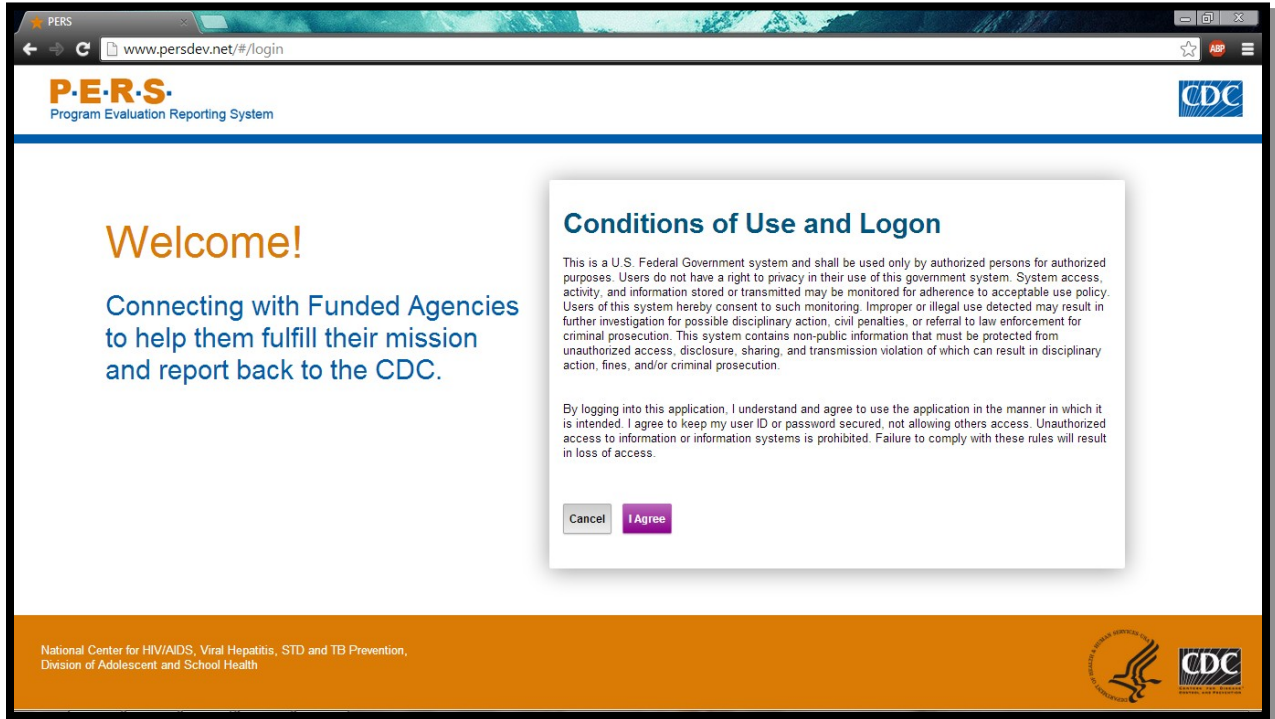 PERS
www.persdev.net/#/login
ABP
P·E·R·S·
Program Evaluation Reporting System
CDC
Welcome!
Connecting with Funded Agencies
to help them fulfill their mission
and report back to the CDC.
Conditions of Use and Logon
This is a U.S. Federal Government system and shall be used only by authorized persons for authorized
purposes. Users do not have a right to privacy in their use of this government system. System access,
activity, and information stored or transmitted may be monitored for adherence to acceptable use policy.
Users of this system hereby consent to such monitoring. Improper or illegal use detected may result in
further investigation for possible disciplinary action, civil penalties, or referral to law enforcement for
criminal prosecution. This system contains non-public information that must be protected from
unauthorized access, disclosure, sharing, and transmission violation of which can result in disciplinary
action, fines, and/or criminal prosecution.
By logging into this application, I understand and agree to use the application in the manner in which it
is intended. I agree to keep my user ID or password secured, not allowing others access. Unauthorized
access to information or information systems is prohibited. Failure to comply with these rules will result
in loss of access.
Cancel
I Agree
National Center for HIV/AIDS, Viral Hepatitis, STD and TB Prevention,
Division of Adolescent and School Health
CDC